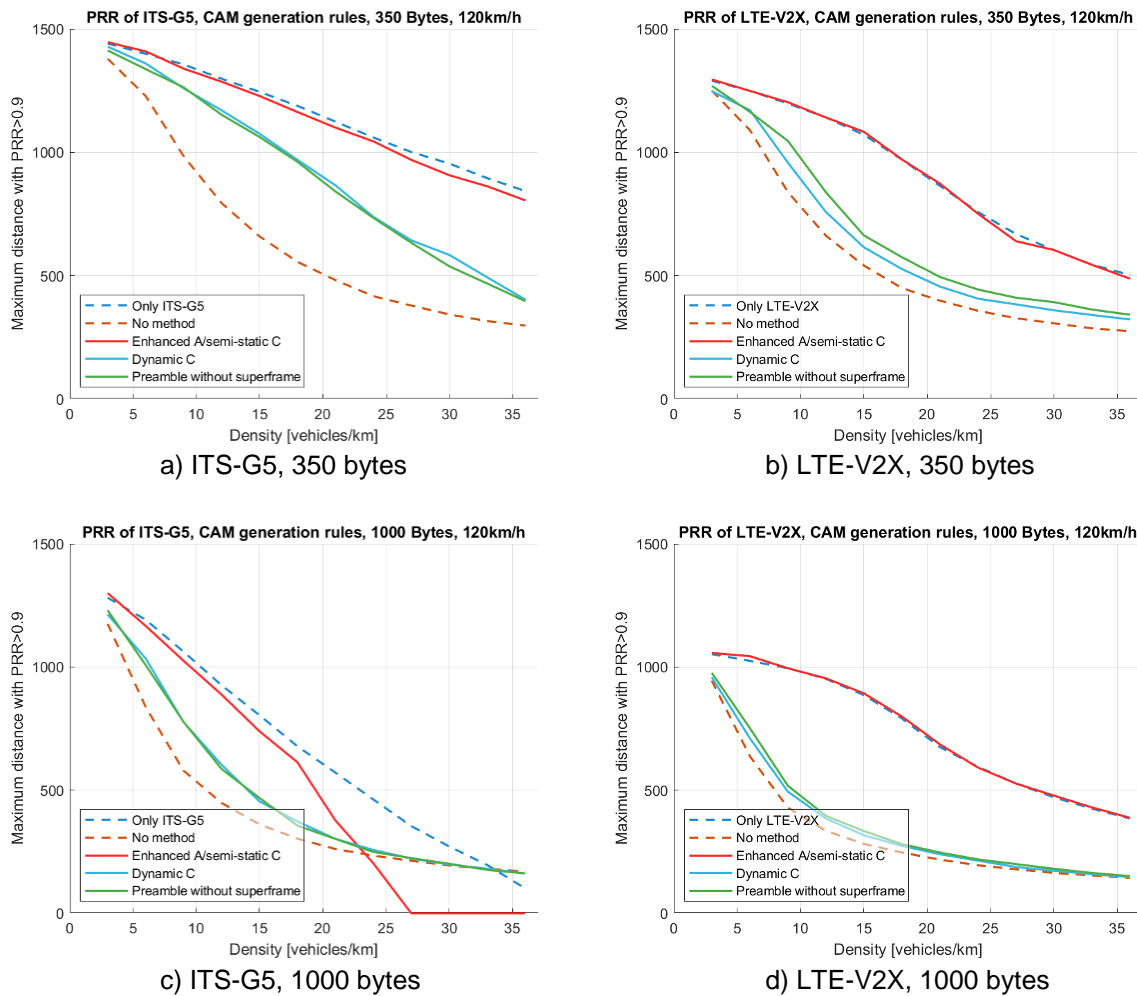 PRR of ITS-G5, CAM generation rules, 350 Bytes, 120km/h
1500
1000
500
0
Maximum distance with PRR>0.9
Only ITS-G5
No method
Enhanced A/semi-static C
Dynamic C
Preamble without superframe
0 5 10 15 20 25 30 35
Density [vehicles/km]
a) ITS-G5, 350 bytes
PRR of LTE-V2X, CAM generation rules, 350 Bytes, 120km/h
1500
1000
500
0
Maximum distance with PRR>0.9
Only LTE-V2X
No method
Enhanced A/semi-static C
Dynamic C
Preamble without superframe
0 5 10 15 20 25 30 35
Density [vehicles/km]
b) LTE-V2X, 350 bytes
PRR of ITS-G5, CAM generation rules, 1000 Bytes, 120km/h
1500
1000
500
0
Maximum distance with PRR>0.9
Only ITS-G5
No method
Enhanced A/semi-static C
Dynamic C
Preamble without superframe
0 5 10 15 20 25 30 35
Density [vehicles/km]
c) ITS-G5, 1000 bytes
PRR of LTE-V2X, CAM generation rules, 1000 Bytes, 120km/h
1500
1000
500
0
Maximum distance with PRR>0.9
Only LTE-V2X
No method
Enhanced A/semi-static C
Dynamic C
Preamble without superframe
0 5 10 15 20 25 30 35
Density [vehicles/km]
d) LTE-V2X, 1000 bytes